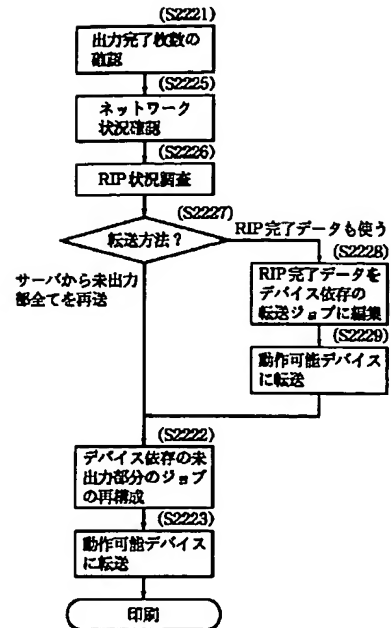 (S2221)
出力完了枚数の
確認
(S2225)
ネットワーク
状況確認
(S2226)
RIP状況調査
(S2227)
転送方法？
RIP完了データも使う
(S2228)
サーバから未出力
部全てを再送
RIP完了データを
デバイス依存の
転送ジョブに編集
(S2229)
動作可能デバイス
に転送
(S2222)
デバイス依存の未
出力部分のジョブ
の再構成
(S2223)
動作可能デバイス
に転送
印刷